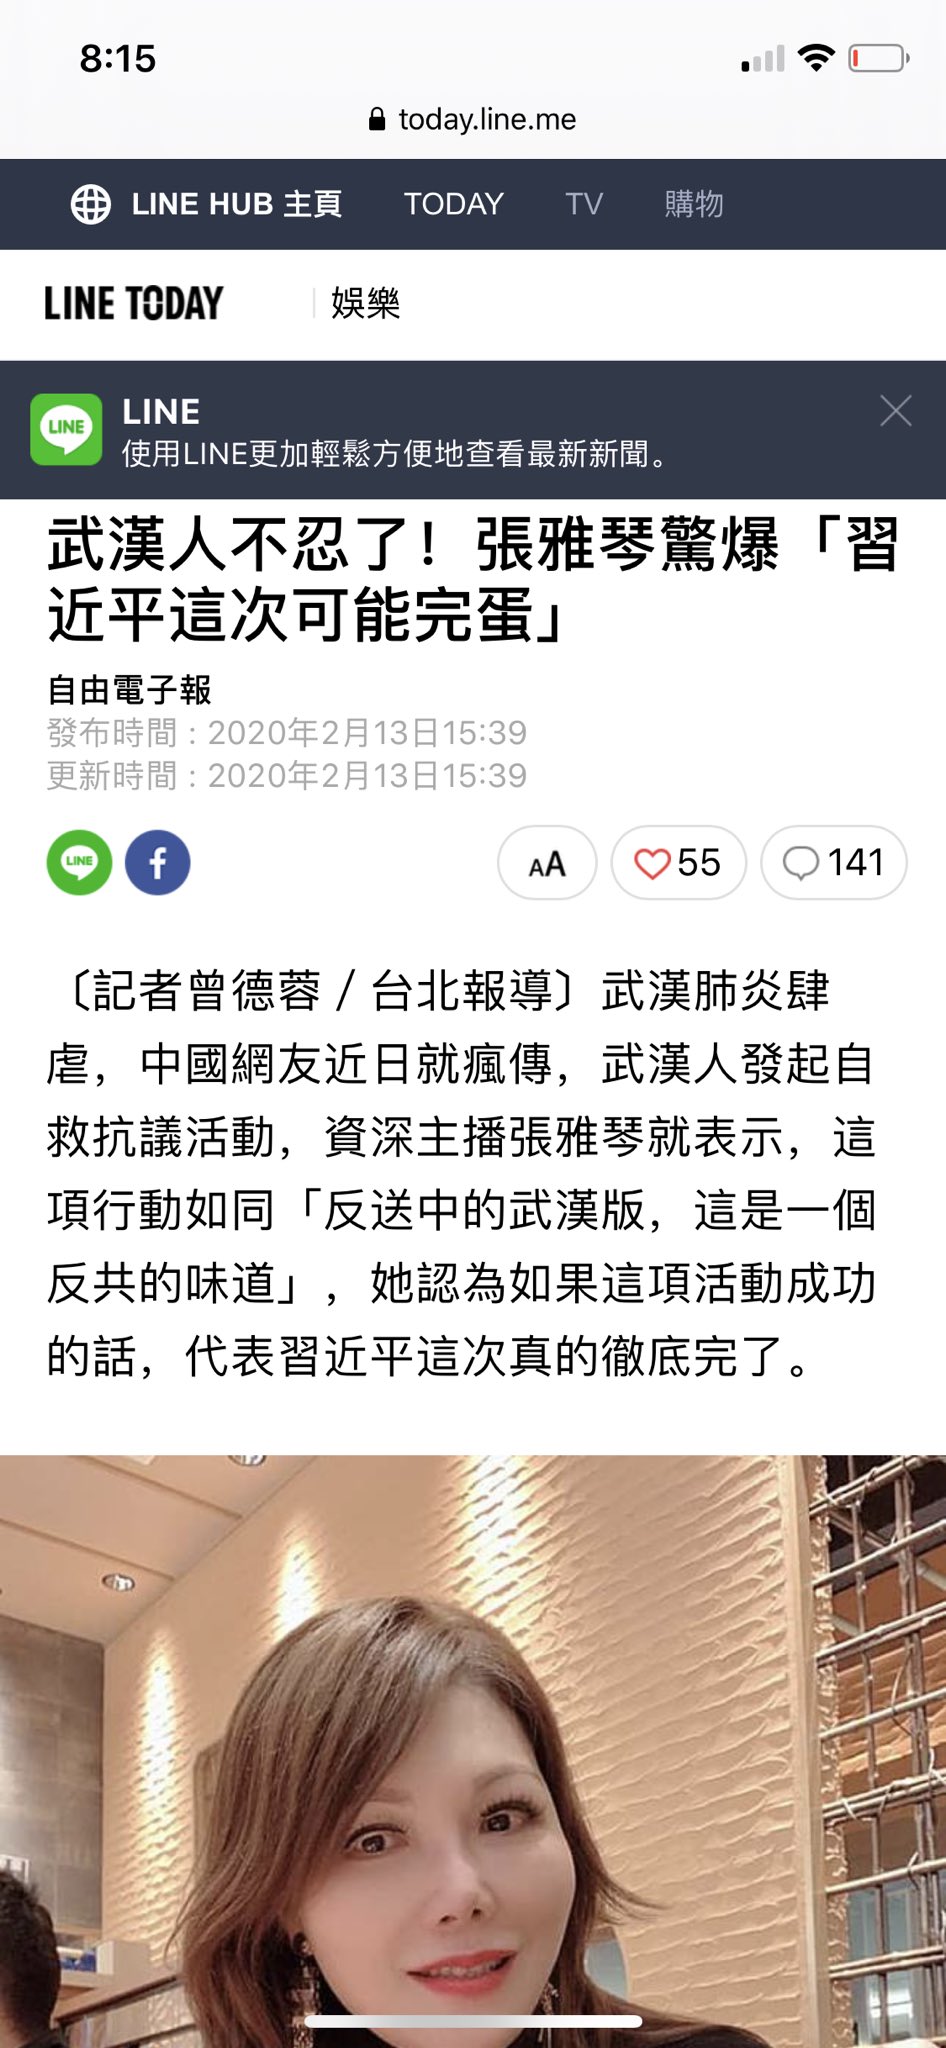 8:15
today.line.me
LINE HUB 主頁 TODAY TV 購物
LINE TODAY 娛樂
LINE
LINE
使用LINE更加輕鬆方便地查看最新新聞。
武漢人不忍了！張雅琴驚爆「習
近平這次可能完蛋」
自由電子報
發布時間：2020年2月13日15:39
更新時間：2020年2月13日15:39
LINE f AA 55 141
〔記者曾德蓉／台北報導〕武漢肺炎肆
虐，中國網友近日就瘋傳，武漢人發起自
救抗議活動，資深主播張雅琴就表示，這
項行動如同「反送中的武漢版，這是一個
反共的味道」，她認為如果這項活動成功
的話，代表習近平這次真的徹底完了。